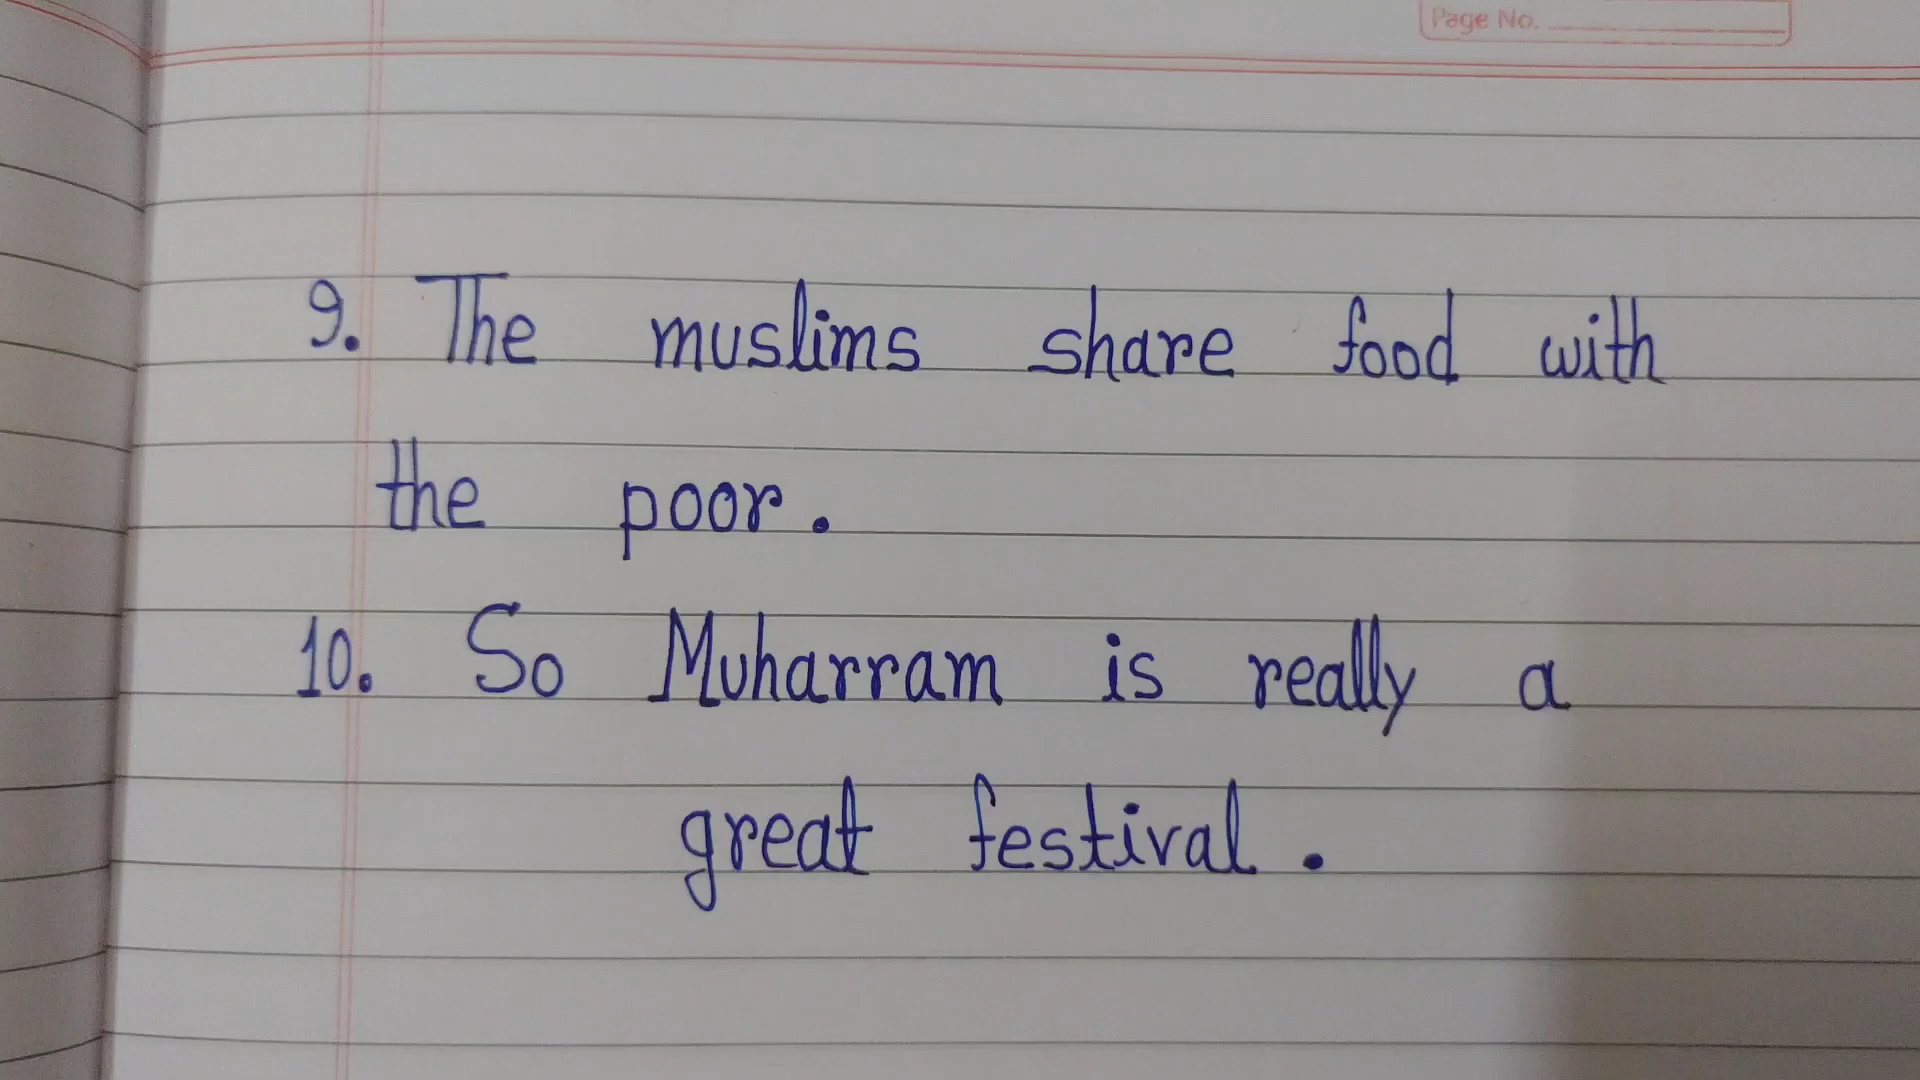 Page No.
9. The muslims share food with
the poor.
10. So Muharram is really a
great festival.